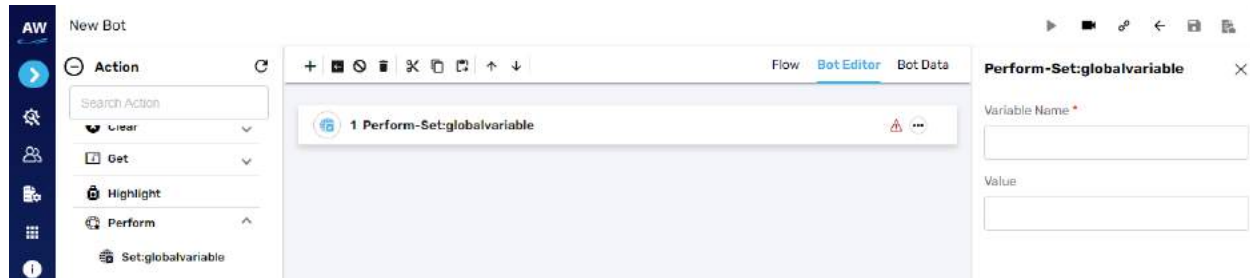 AW
New Bot
Action
Search Action
Clear
Get
Highlight
Perform
Set:globalvariable
Flow Bot Editor Bot Data
1 Perform-Set:globalvariable
Perform-Set:globalvariable
Variable Name *
Value